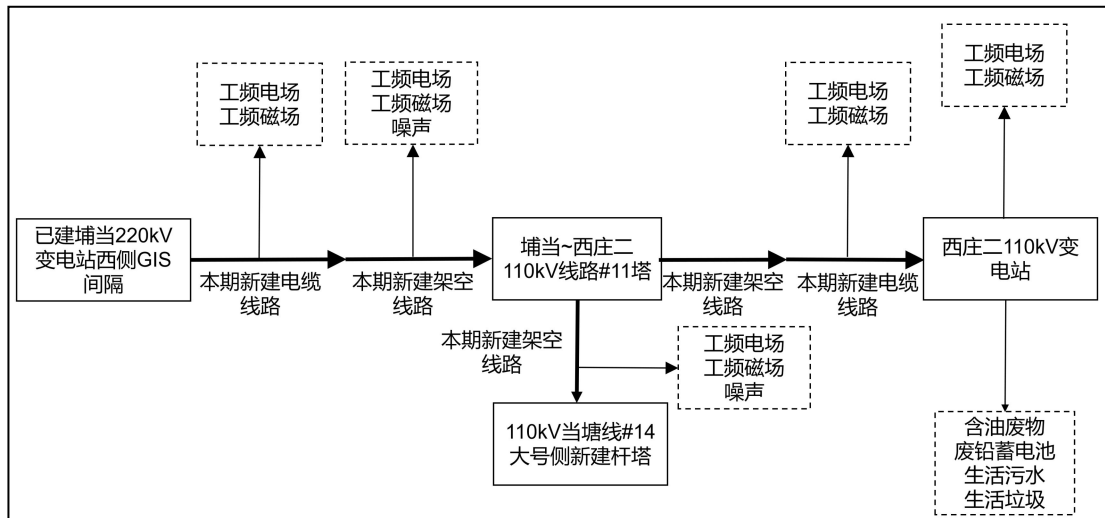 工频电场
工频磁场
工频电场
工频磁场
噪声
工频电场
工频磁场
工频电场
工频磁场
已建埔当220kV
变电站西侧GIS
间隔
本期新建电缆
线路
本期新建架空
线路
埔当~西庄二
110kV线路#11塔
本期新建架空
线路
本期新建电缆
线路
西庄二110kV变
电站
本期新建架空
线路
工频电场
工频磁场
噪声
110kV当塘线#14
大号侧新建杆塔
含油废物
废铅蓄电池
生活污水
生活垃圾